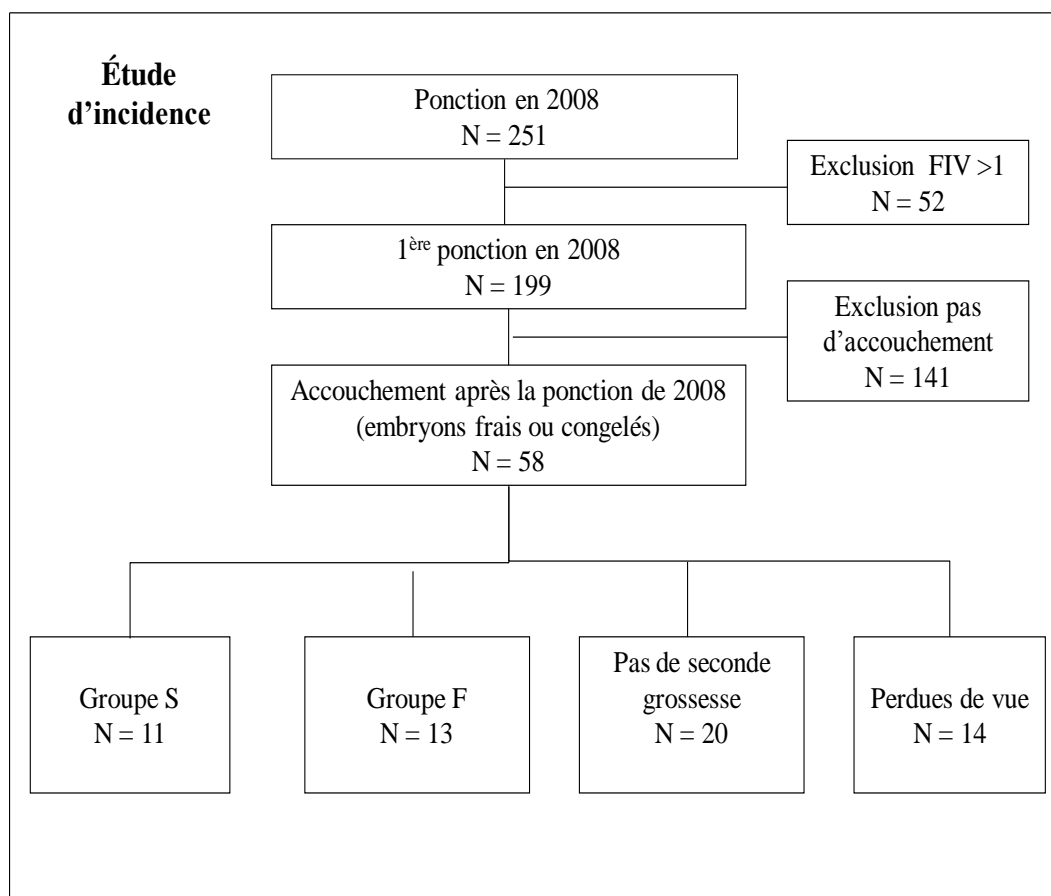 Étude
d’incidence
Ponction en 2008
N = 251
Exclusion FIV >1
N = 52
1ère ponction en 2008
N = 199
Exclusion pas
d’accouchement
N = 141
Accouchement après la ponction de 2008
(embryons frais ou congelés)
N = 58
Groupe S
N = 11
Groupe F
N = 13
Pas de seconde
grossesse
N = 20
Perdues de vue
N = 14